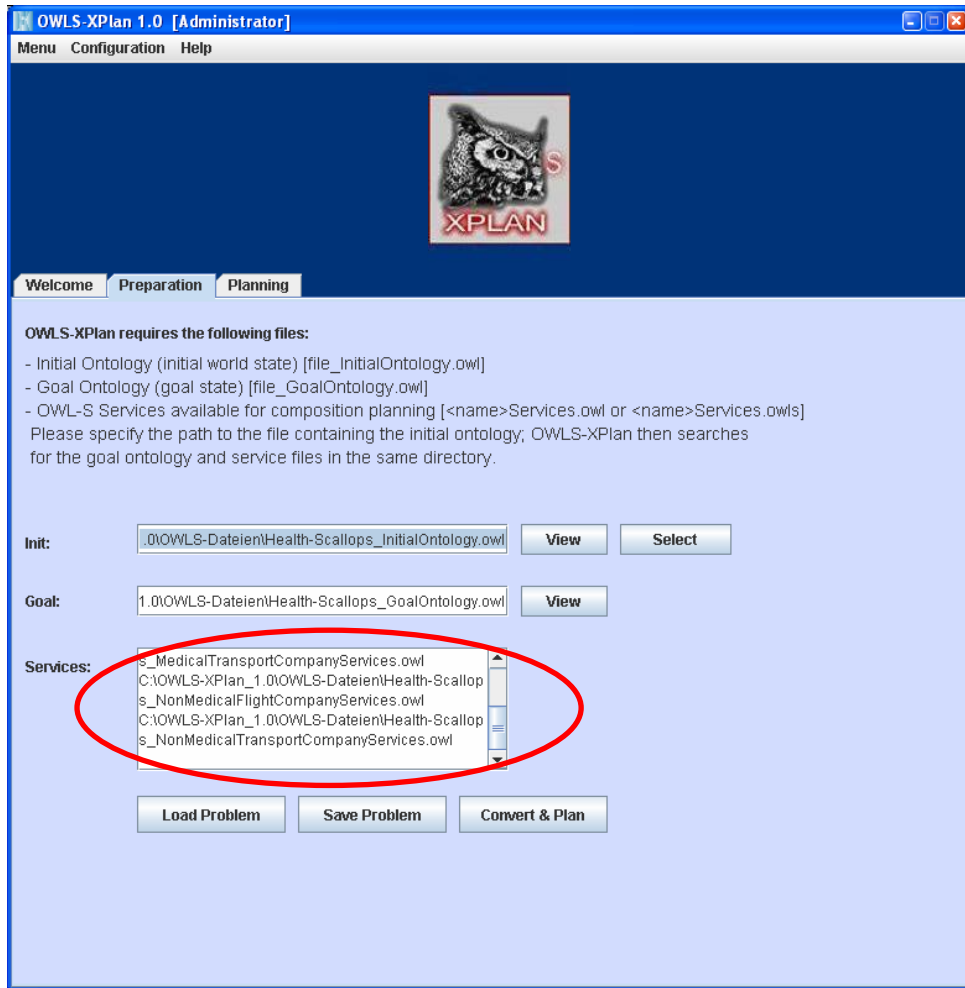 OWLS-XPlan 1.0 [Administrator]
Menu Configuration Help
S
XPLAN
Welcome Preparation Planning
OWLS-XPlan requires the following files:
- Initial Ontology (initial world state) [file_InitialOntology.owl]
- Goal Ontology (goal state) [file_GoalOntology.owl]
- OWL-S Services available for composition planning [<name>Services.owl or <name>Services.owls]
Please specify the path to the file containing the initial ontology; OWLS-XPlan then searches
for the goal ontology and service files in the same directory.
Init: .0\OWLS-Dateien\Health-Scallops_InitialOntology.owl View Select
Goal: 1.0\OWLS-Dateien\Health-Scallops_GoalOntology.owl View
Services:
s_MedicalTransportCompanyServices.owl
C:\OWLS-XPlan_1.0\OWLS-Dateien\Health-Scallop
s_NonMedicalFlightCompanyServices.owl
C:\OWLS-XPlan_1.0\OWLS-Dateien\Health-Scallop
s_NonMedicalTransportCompanyServices.owl
Load Problem Save Problem Convert & Plan